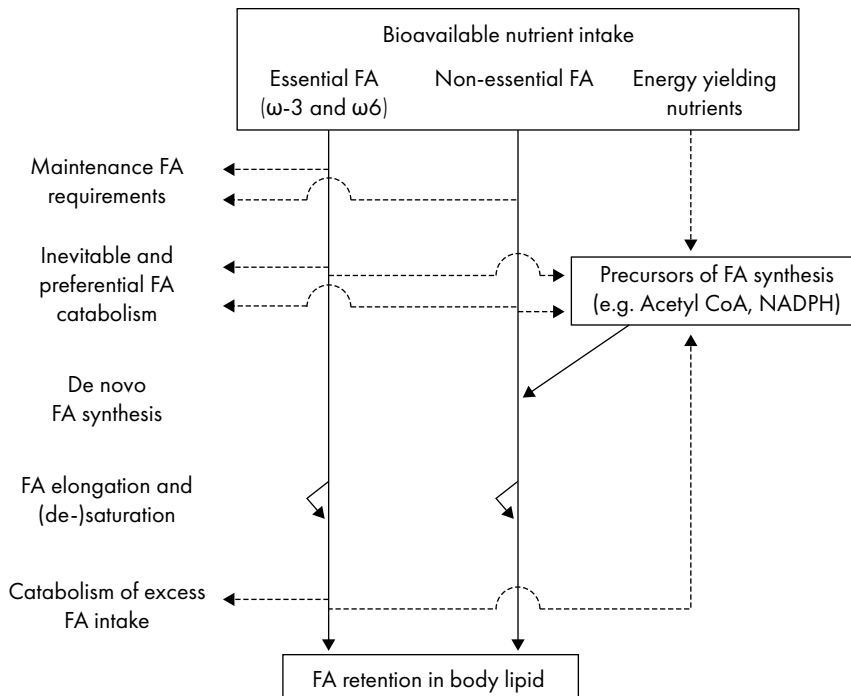 Bioavailable nutrient intake
Essential FA
(ω-3 and ω6)
Non-essential FA
Energy yielding
nutrients
Maintenance FA
requirements
Inevitable and
preferential FA
catabolism
Precursors of FA synthesis
(e.g. Acetyl CoA, NADPH)
De novo
FA synthesis
FA elongation and
(de-)saturation
Catabolism of excess
FA intake
FA retention in body lipid